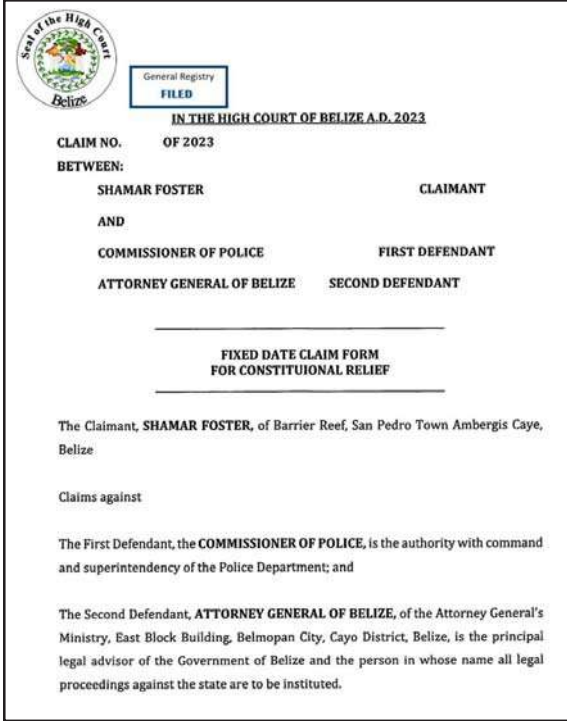 Seal of the High Court
Belize
General Registry
FILED
IN THE HIGH COURT OF BELIZE A.D. 2023
CLAIM NO. OF 2023
BETWEEN:
SHAMAR FOSTER CLAIMANT
AND
COMMISSIONER OF POLICE FIRST DEFENDANT
ATTORNEY GENERAL OF BELIZE SECOND DEFENDANT
FIXED DATE CLAIM FORM
FOR CONSTITUIONAL RELIEF
The Claimant, SHAMAR FOSTER, of Barrier Reef, San Pedro Town Ambergis Caye,
Belize
Claims against
The First Defendant, the COMMISSIONER OF POLICE, is the authority with command
and superintendency of the Police Department; and
The Second Defendant, ATTORNEY GENERAL OF BELIZE, of the Attorney General's
Ministry, East Block Building, Belmopan City, Cayo District, Belize, is the principal
legal advisor of the Government of Belize and the person in whose name all legal
proceedings against the state are to be instituted.